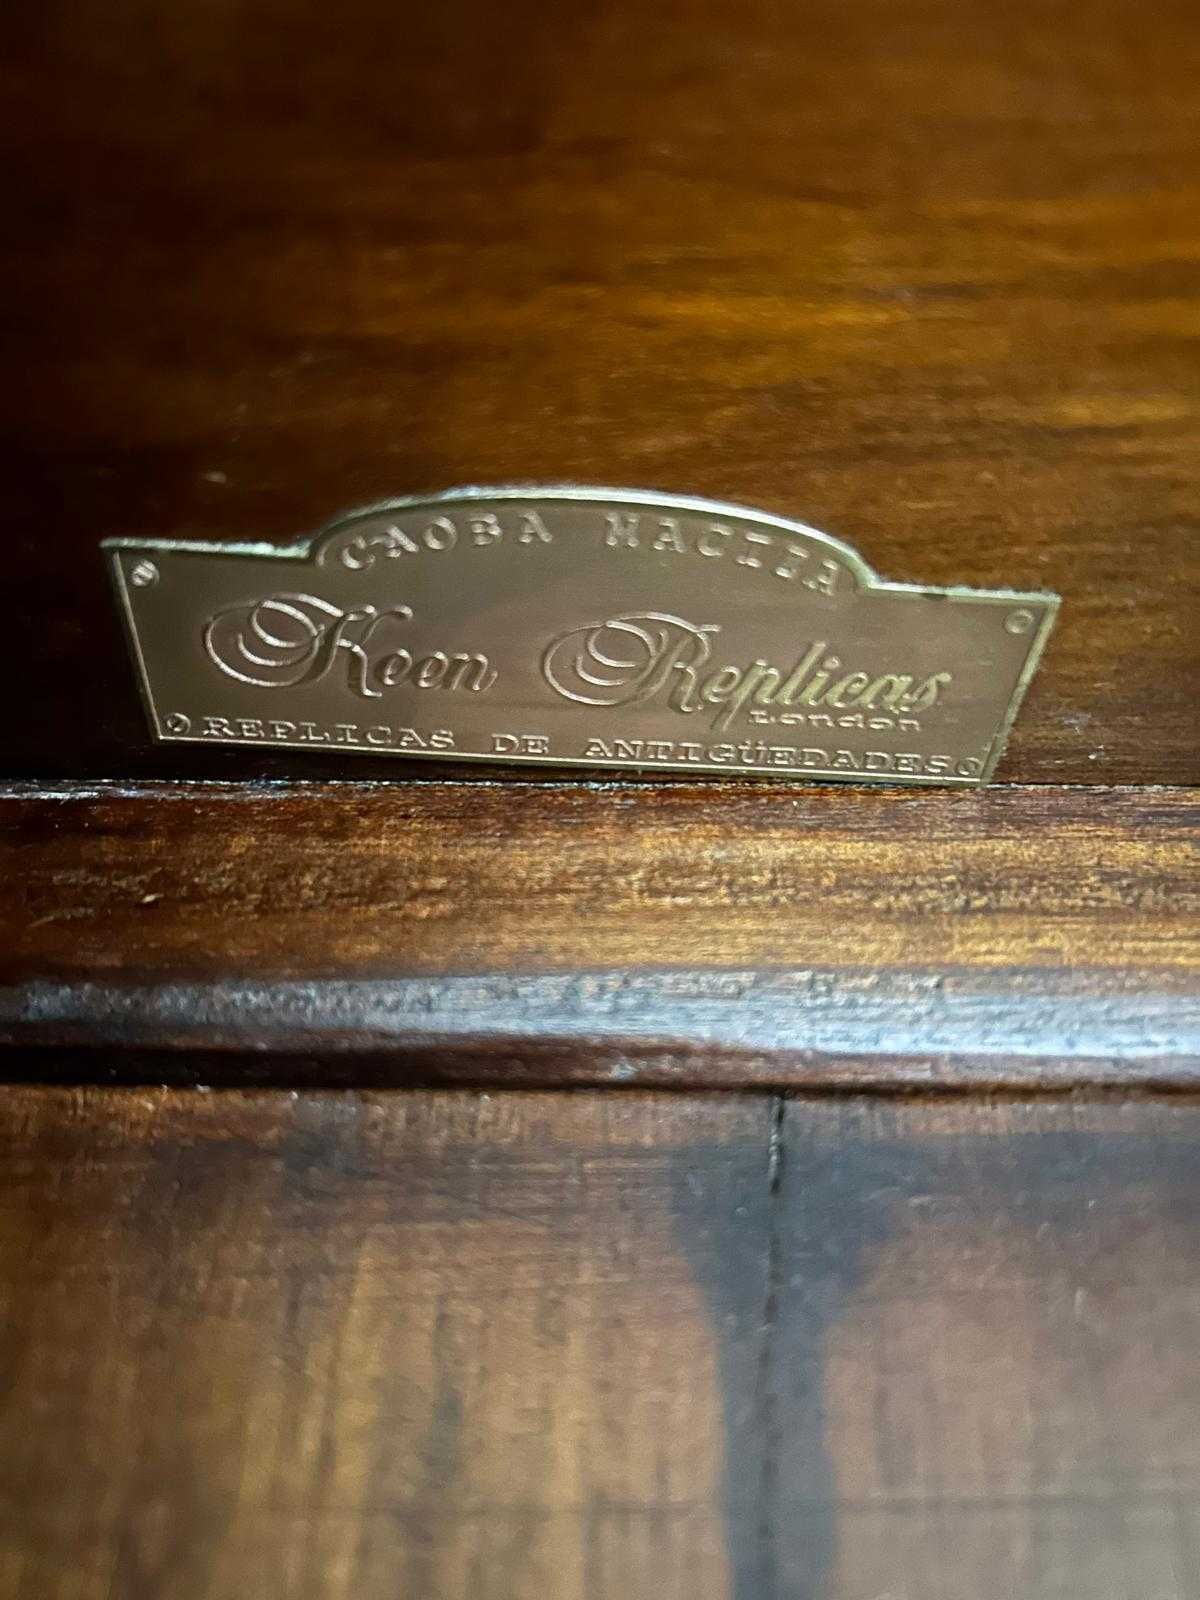 CAOBA MACIZA
Keen Replicas
London
REPLICAS DE ANTIGÜEDADES